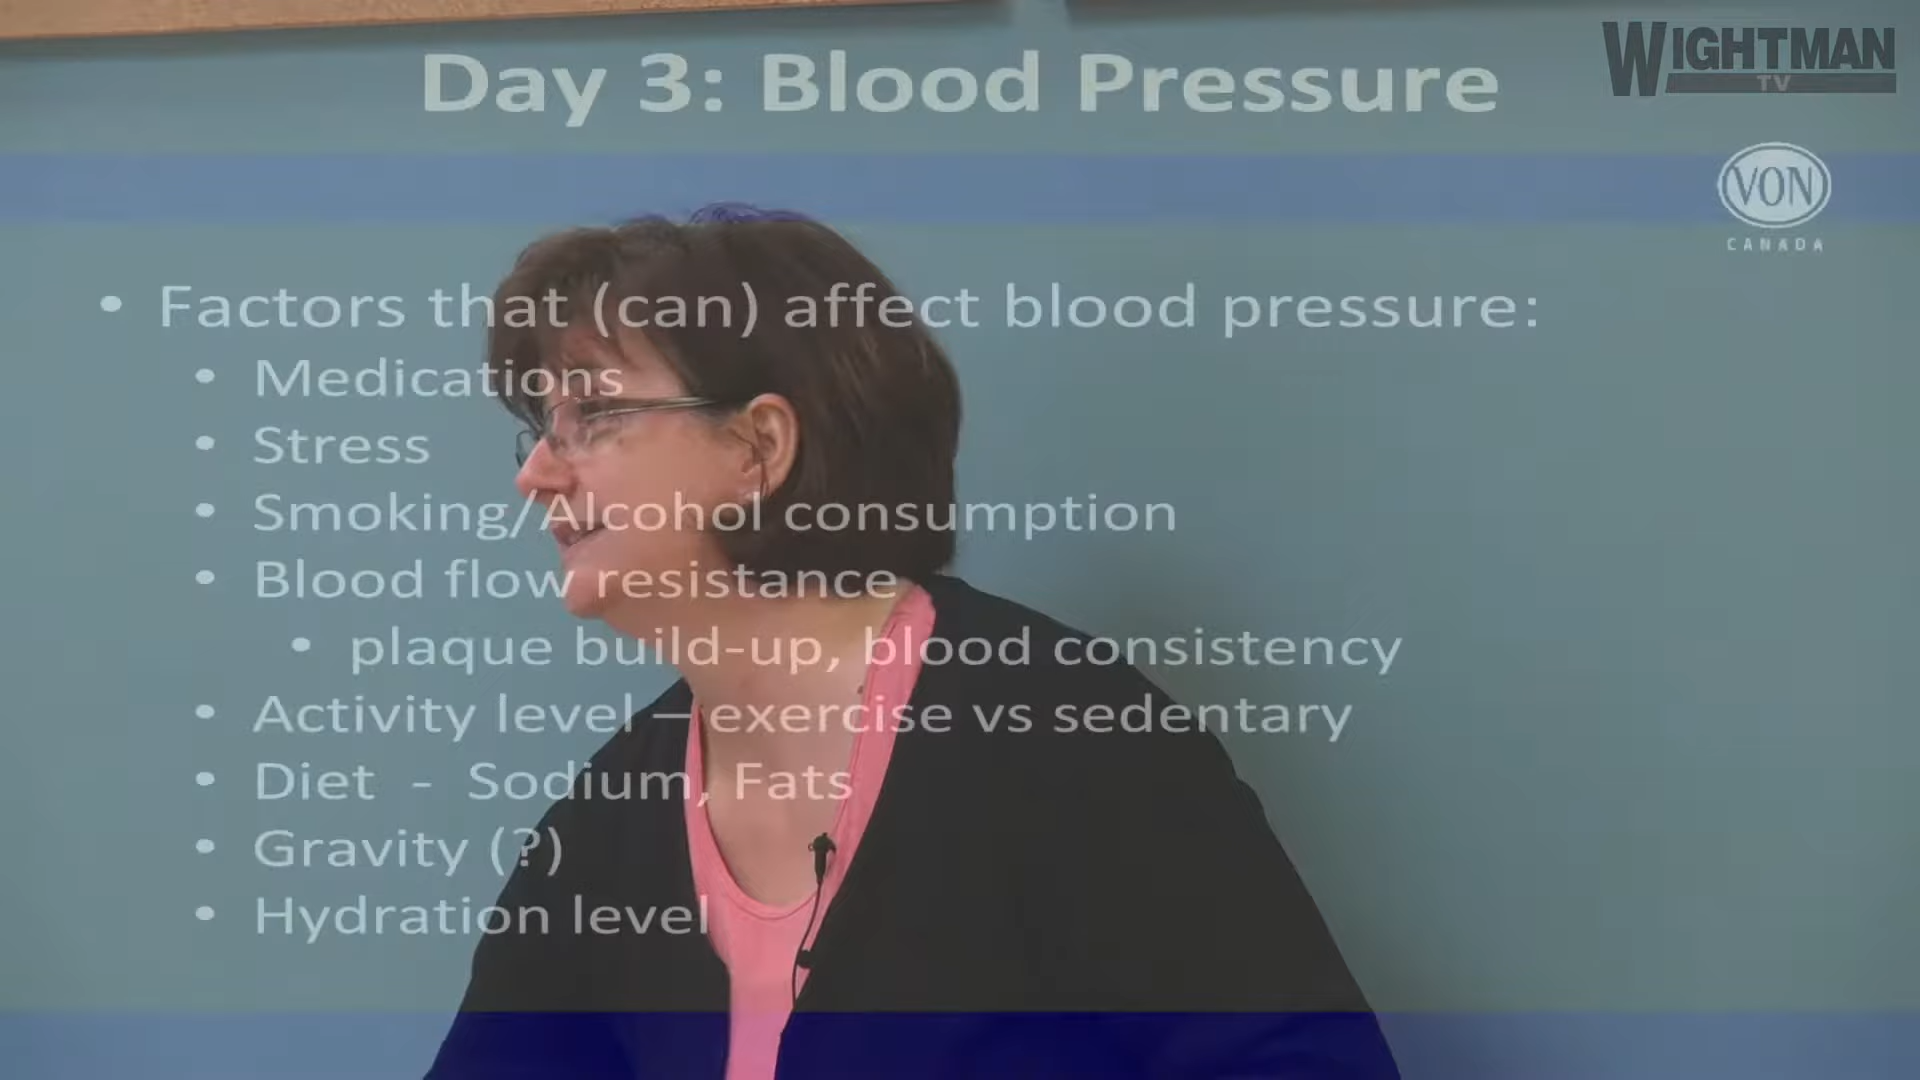 Day 3: Blood Pressure
WIGHTMAN
TV
VON
CANADA
• Factors that (can) affect blood pressure:
• Medications
• Stress
• Smoking/Alcohol consumption
• Blood flow resistance
• plaque build-up, blood consistency
• Activity level – exercise vs sedentary
• Diet - Sodium, Fats
• Gravity (?)
• Hydration level